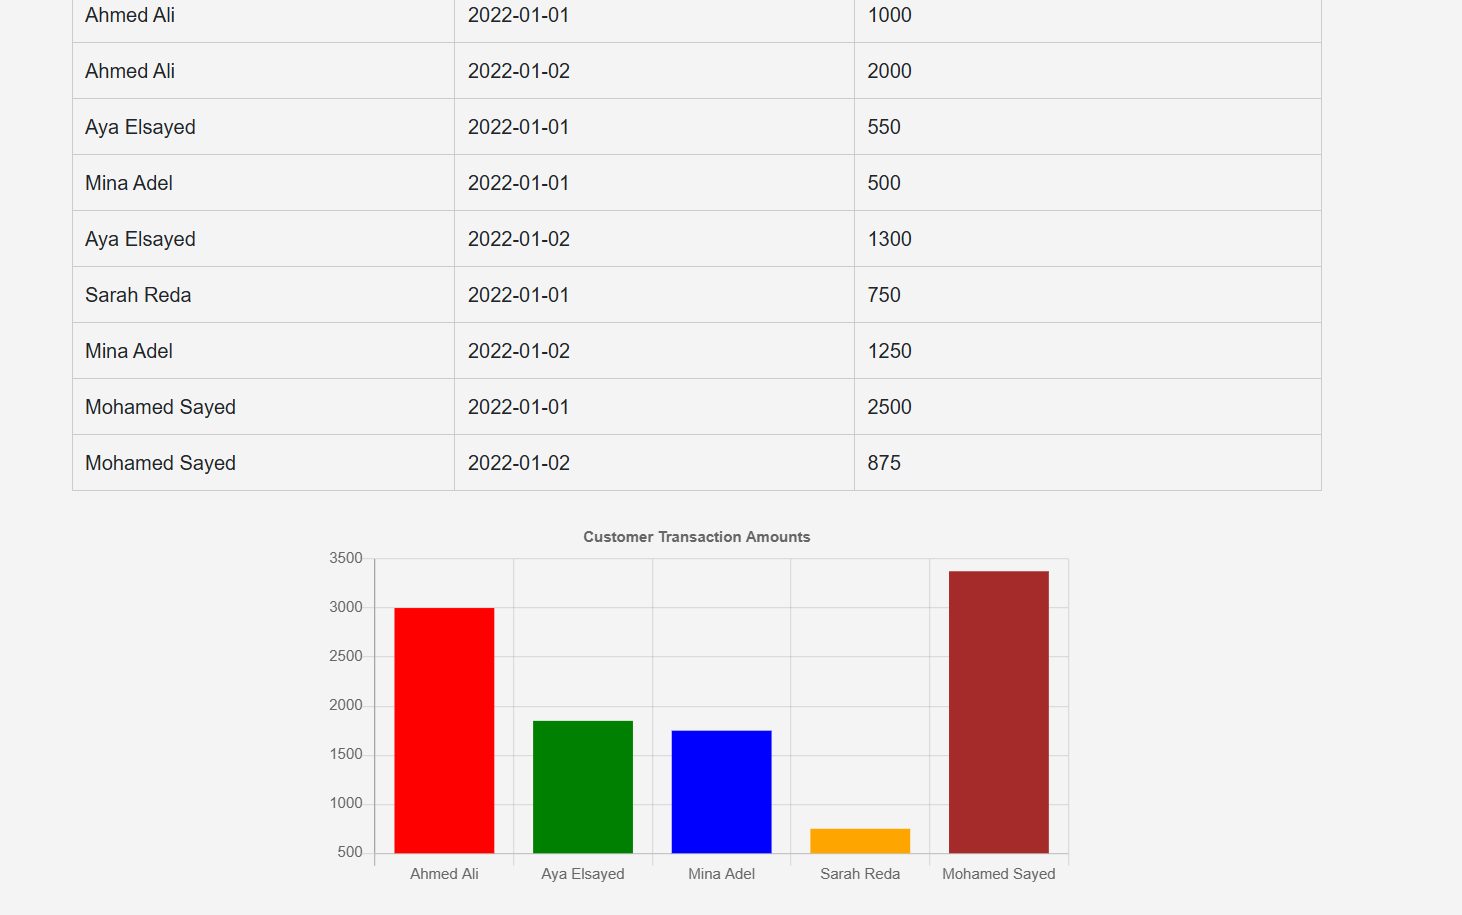 Ahmed Ali 2022-01-01 1000
Ahmed Ali 2022-01-02 2000
Aya Elsayed 2022-01-01 550
Mina Adel 2022-01-01 500
Aya Elsayed 2022-01-02 1300
Sarah Reda 2022-01-01 750
Mina Adel 2022-01-02 1250
Mohamed Sayed 2022-01-01 2500
Mohamed Sayed 2022-01-02 875
Customer Transaction Amounts
3500
3000
2500
2000
1500
1000
500
Ahmed Ali Aya Elsayed Mina Adel Sarah Reda Mohamed Sayed